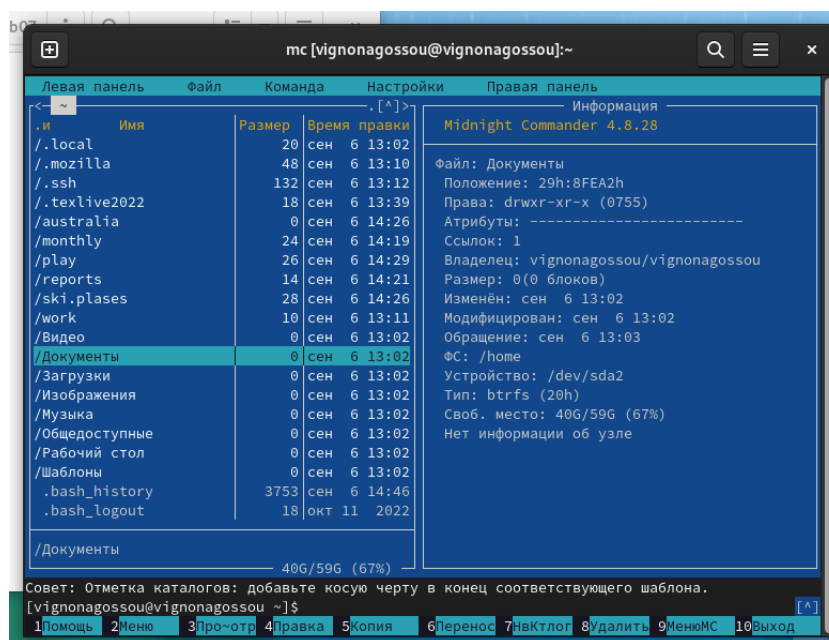 mc [vignonagossou@vignonagossou]:~
Левая панель Файл Команда Настройки Правая панель
<─ ~ .[^]>
.и Имя Размер Время правки
/.local 20 сен 6 13:02
/.mozilla 48 сен 6 13:10
/.ssh 132 сен 6 13:12
/.texlive2022 18 сен 6 13:39
/australia 0 сен 6 14:26
/monthly 24 сен 6 14:19
/play 26 сен 6 14:29
/reports 14 сен 6 14:21
/ski.plases 28 сен 6 14:26
/work 10 сен 6 13:11
/Видео 0 сен 6 13:02
/Документы 0 сен 6 13:02
/Загрузки 0 сен 6 13:02
/Изображения 0 сен 6 13:02
/Музыка 0 сен 6 13:02
/Общедоступные 0 сен 6 13:02
/Рабочий стол 0 сен 6 13:02
/Шаблоны 0 сен 6 13:02
.bash_history 3753 сен 6 14:46
.bash_logout 18 окт 11 2022
/Документы
40G/59G (67%)
Информация
Midnight Commander 4.8.28
Файл: Документы
Положение: 29h:8FEA2h
Права: drwxr-xr-x (0755)
Атрибуты: -------------------------
Ссылок: 1
Владелец: vignonagossou/vignonagossou
Размер: 0(0 блоков)
Изменён: сен 6 13:02
Модифицирован: сен 6 13:02
Обращение: сен 6 13:03
ФС: /home
Устройство: /dev/sda2
Тип: btrfs (20h)
Своб. место: 40G/59G (67%)
Нет информации об узле
Совет: Отметка каталогов: добавьте косую черту в конец соответствующего шаблона.
[vignonagossou@vignonagossou ~]$ [^]
1Помощь 2Меню 3Про~отр 4Правка 5Копия 6Перенос 7НвКтлог 8Удалить 9МенюMC 10Выход